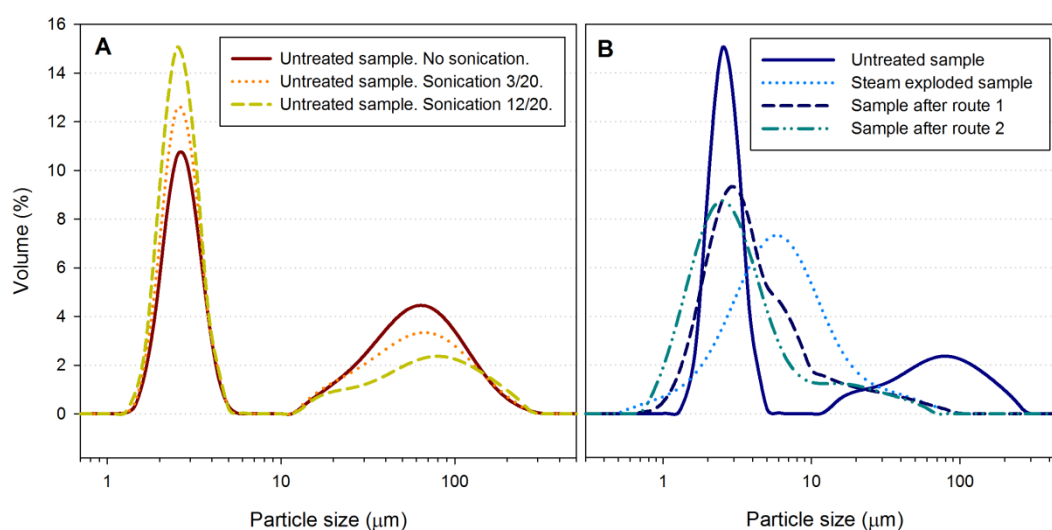 A
Untreated sample. No sonication.
Untreated sample. Sonication 3/20.
Untreated sample. Sonication 12/20.
B
Untreated sample
Steam exploded sample
Sample after route 1
Sample after route 2
Volume (%)
16
14
12
10
8
6
4
2
0
1
10
100
1
10
100
Particle size (μm)
Particle size (μm)